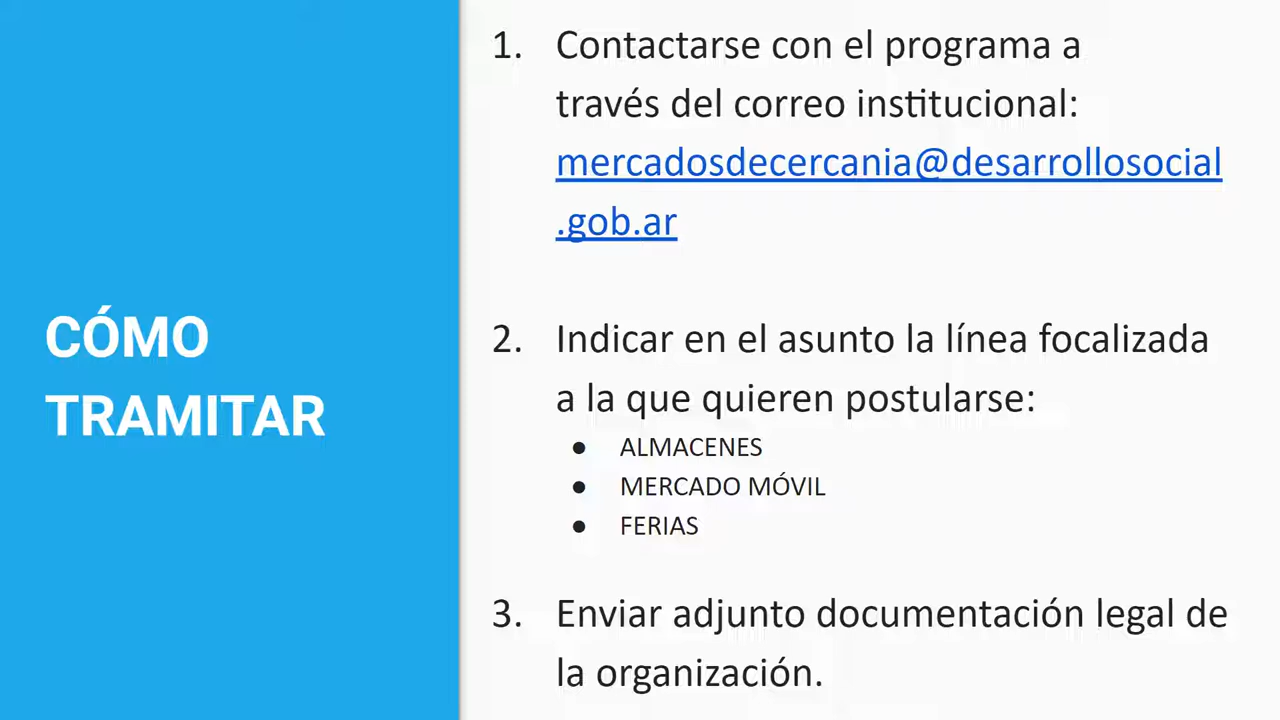 CÓMO
TRAMITAR
1. Contactarse con el programa a
través del correo institucional:
mercadosdecercania@desarrollosocial
.gob.ar
2. Indicar en el asunto la línea focalizada
a la que quieren postularse:
● ALMACENES
● MERCADO MÓVIL
● FERIAS
3. Enviar adjunto documentación legal de
la organización.